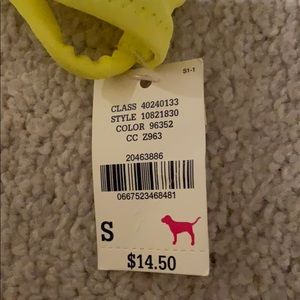 S1-1
CLASS 40240133
STYLE 10821830
COLOR 96352
CC Z963
20463886
0667523468481
S
$14.50